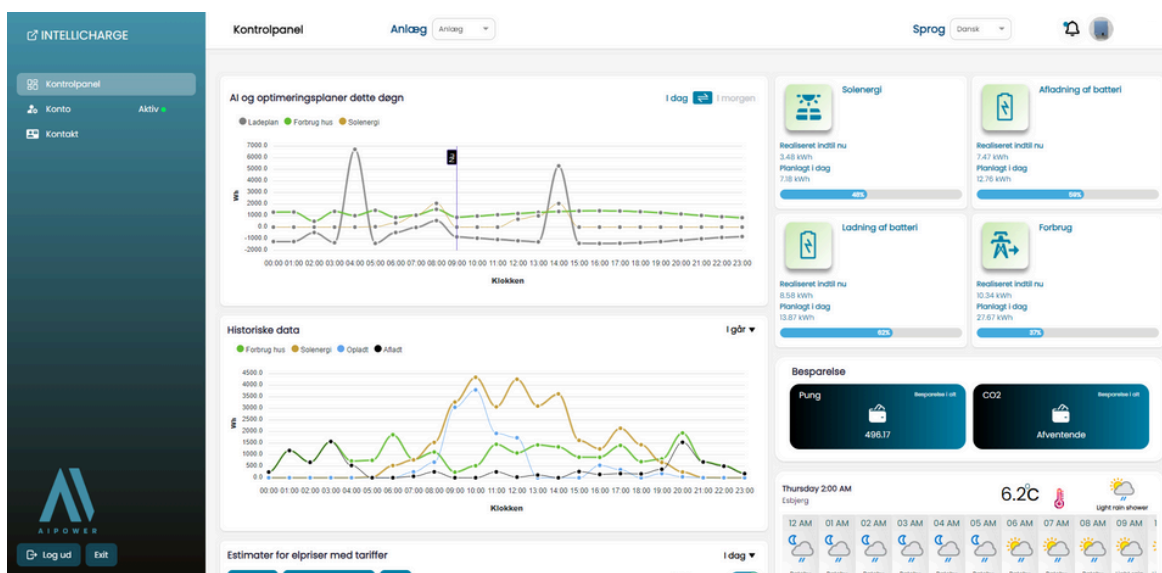 INTELLICHARGE
Kontrolpanel
Konto Aktiv
Kontakt
AIPOWER
Log ud Exit
Kontrolpanel Anlæg Anlæg Sprog Dansk
AI og optimeringsplaner dette døgn I dag I morgen
Ladeplan Forbrug hus Solenergi
7000.0
6000.0
5000.0
4000.0
3000.0
2000.0
1000.0
0.0
-1000.0
-2000.0
Wh
Nu
00:00 01:00 02:00 03:00 04:00 05:00 06:00 07:00 08:00 09:00 10:00 11:00 12:00 13:00 14:00 15:00 16:00 17:00 18:00 19:00 20:00 21:00 22:00 23:00
Klokken
Historiske data I går ▼
Forbrug hus Solenergi Opladt Afladt
4500.0
4000.0
3500.0
3000.0
2500.0
2000.0
1500.0
1000.0
500.0
0.0
Wh
00:00 01:00 02:00 03:00 04:00 05:00 06:00 07:00 08:00 09:00 10:00 11:00 12:00 13:00 14:00 15:00 16:00 17:00 18:00 19:00 20:00 21:00 22:00 23:00
Klokken
Estimater for elpriser med tariffer I dag ▼
Solenergi
Realiseret indtil nu
3.48 kWh
Planlagt i dag
7.18 kWh
48%
Afladning af batteri
Realiseret indtil nu
7.47 kWh
Planlagt i dag
12.76 kWh
59%
Ladning af batteri
Realiseret indtil nu
8.58 kWh
Planlagt i dag
13.87 kWh
62%
Forbrug
Realiseret indtil nu
10.34 kWh
Planlagt i dag
27.67 kWh
37%
Besparelse
Pung Besparelse i alt
496.17
CO2 Besparelse i alt
Afventende
Thursday 2:00 AM
Esbjerg
6.2°C
Light rain shower
12 AM 01 AM 02 AM 03 AM 04 AM 05 AM 06 AM 07 AM 08 AM 09 AM